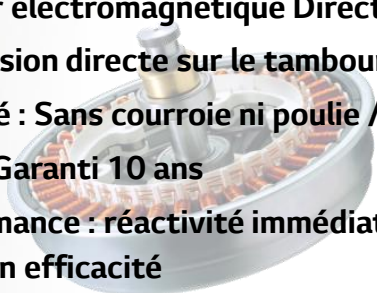 électromagnétique Direct
sion directe sur le tambour
é : Sans courroie ni poulie /
Garanti 10 ans
mance : réactivité immédiat
n efficacité